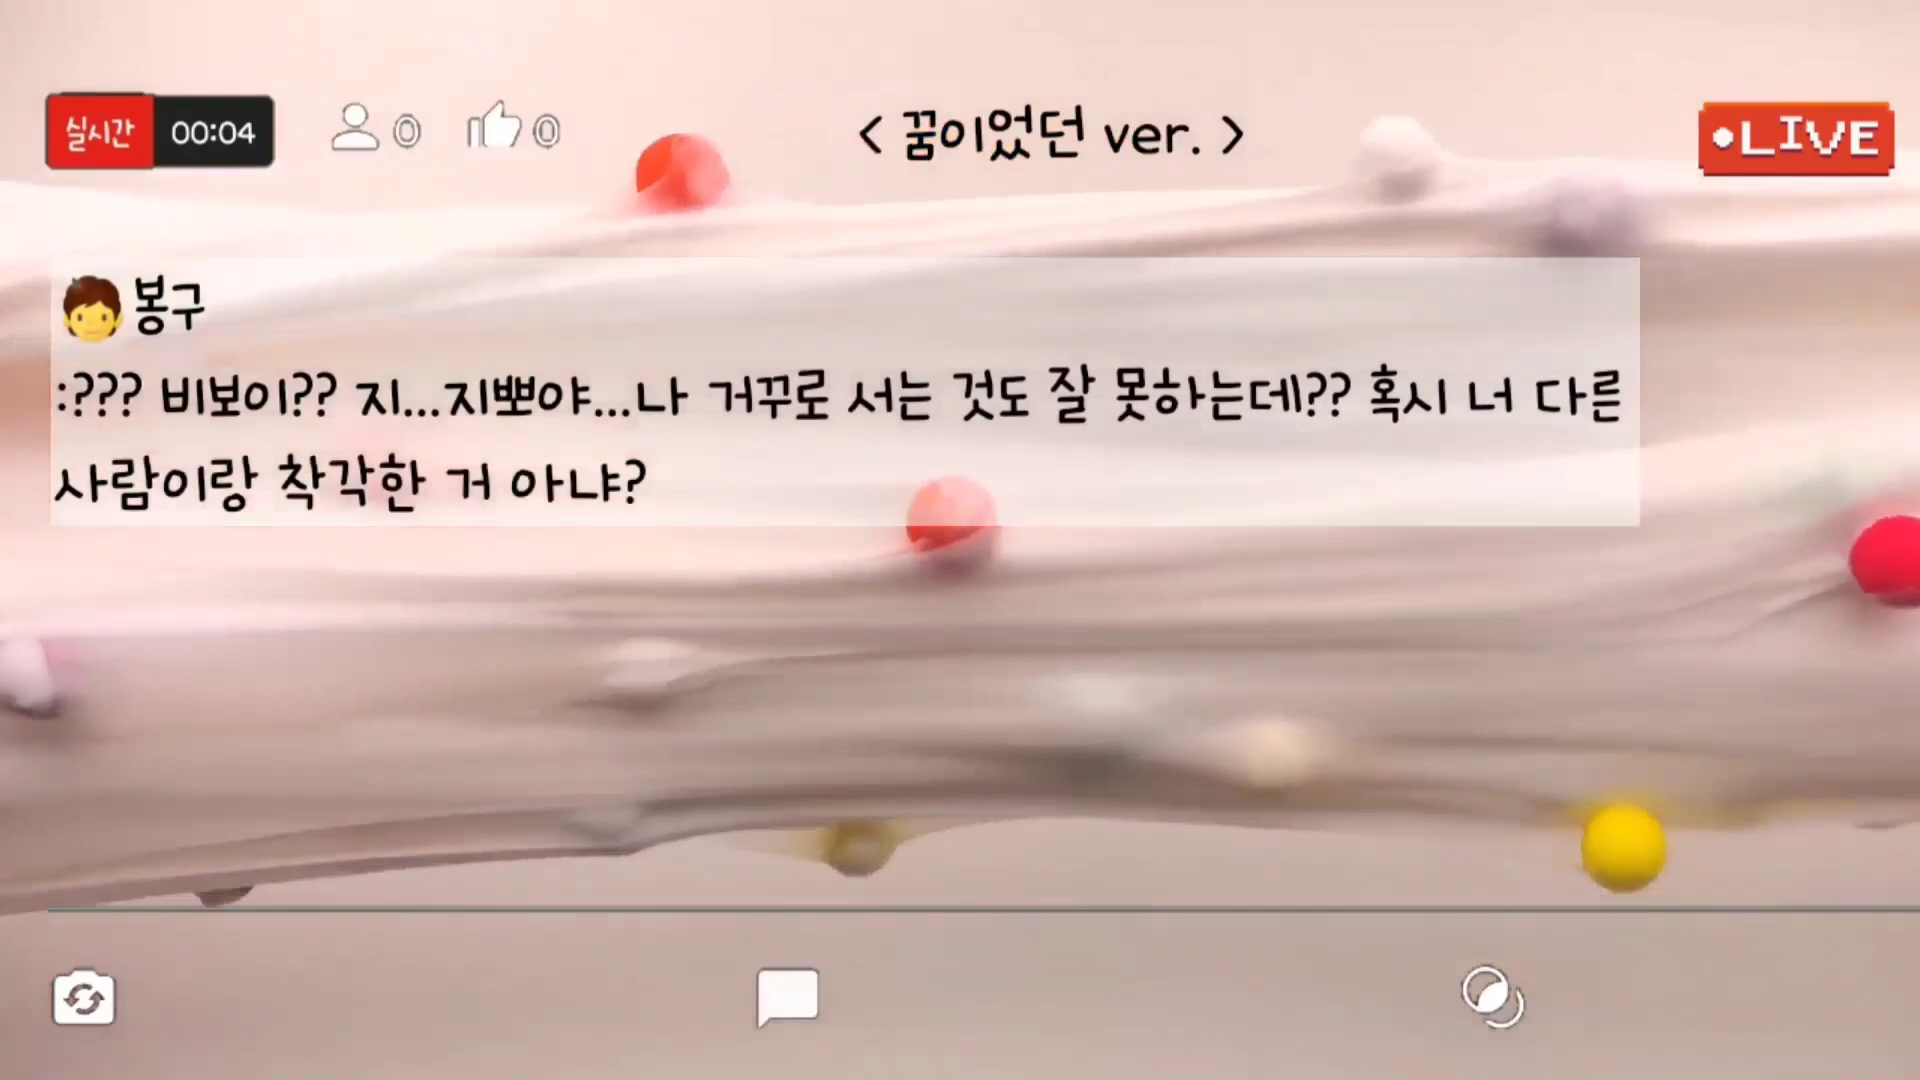 실시간 00:04 0 0 < 꿈이었던 ver. > LIVE
봉구
:??? 비보이?? 지...지뽀야...나 거꾸로 서는 것도 잘 못하는데?? 혹시 너 다른
사람이랑 착각한 거 아냐?